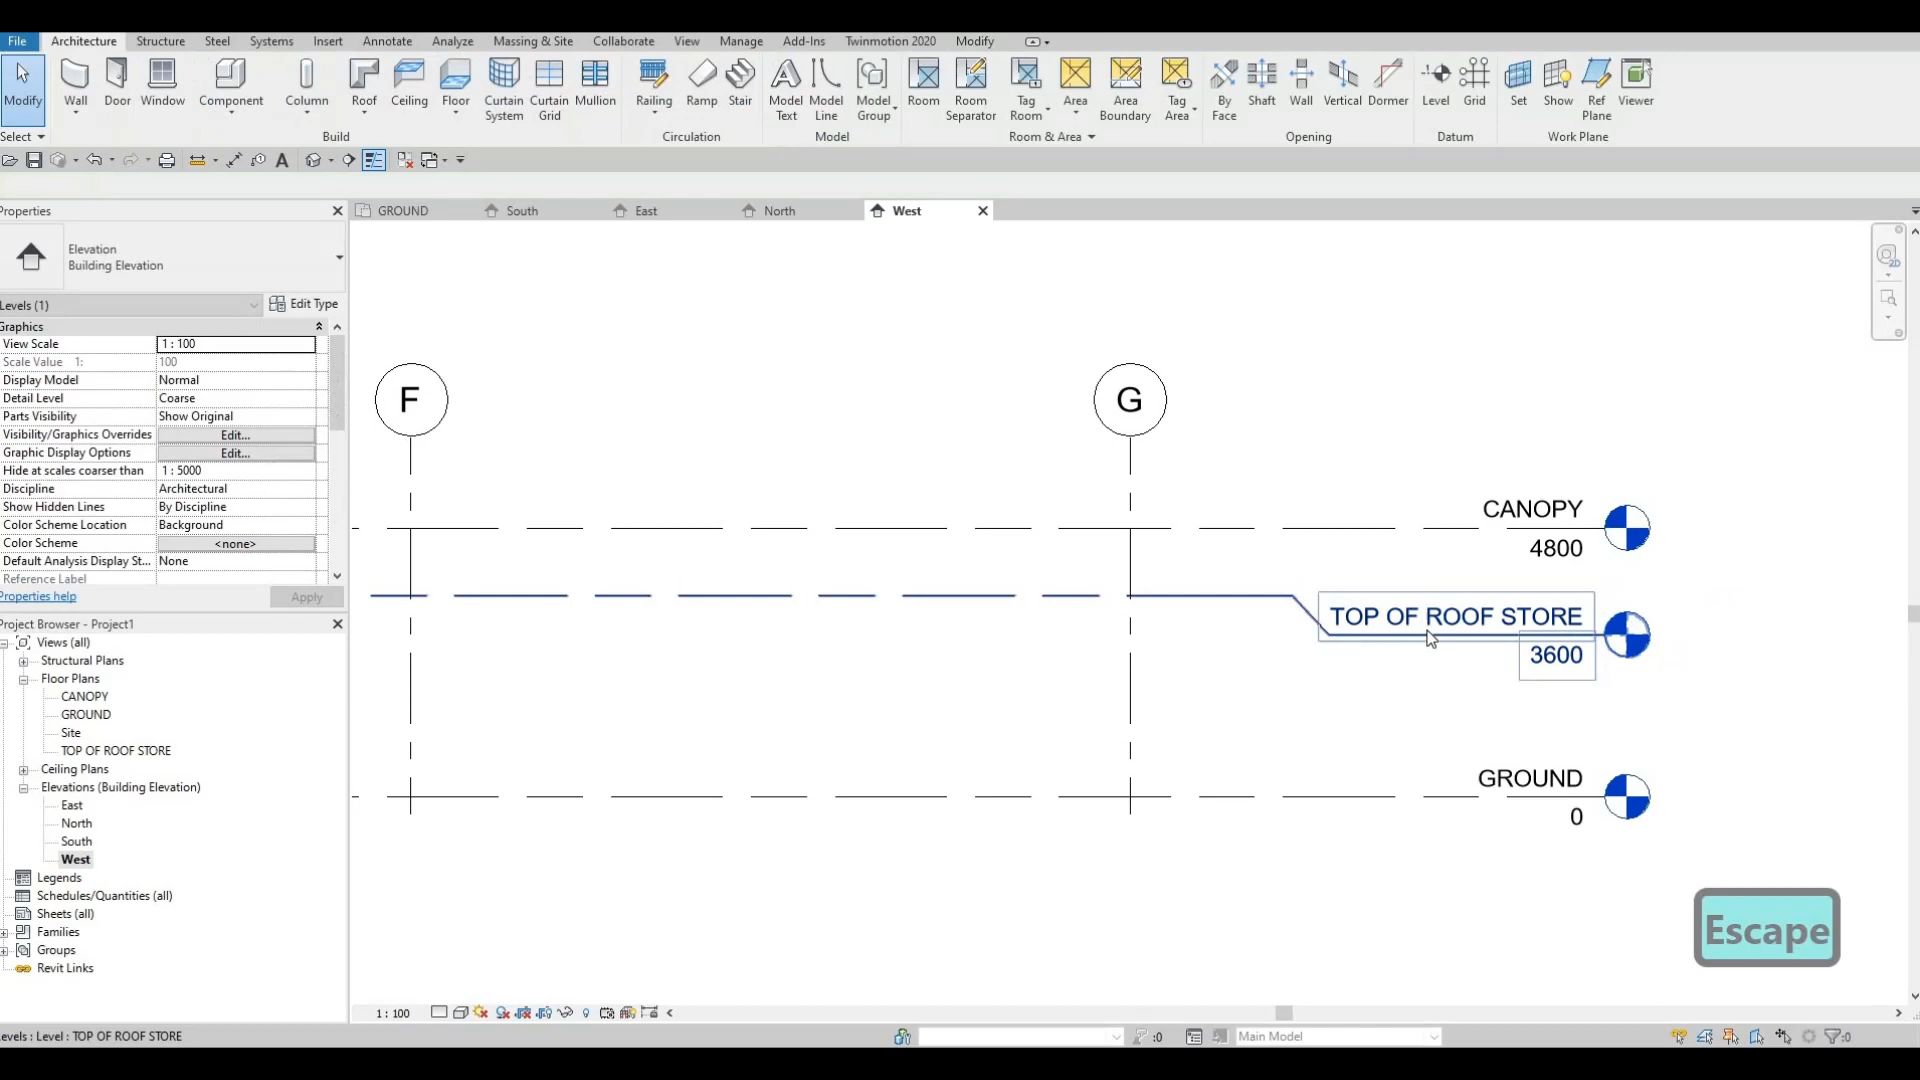 File Architecture Structure Steel Systems Insert Annotate Analyze Massing & Site Collaborate View Manage Add-Ins Twinmotion 2020 Modify
Modify Wall Door Window Component Column Roof Ceiling Floor Curtain System Curtain Grid Mullion Railing Ramp Stair Model Text Model Line Model Group Room Room Separator Tag Room Area Area Boundary Tag Area By Face Shaft Wall Vertical Dormer Level Grid Set Show Ref Plane Viewer
Select Build Circulation Model Room & Area Opening Datum Work Plane
Properties
GROUND South East North West
Elevation
Building Elevation
Levels (1) Edit Type
Graphics
View Scale 1 : 100
Scale Value 1: 100
Display Model Normal
Detail Level Coarse
Parts Visibility Show Original
Visibility/Graphics Overrides Edit...
Graphic Display Options Edit...
Hide at scales coarser than 1 : 5000
Discipline Architectural
Show Hidden Lines By Discipline
Color Scheme Location Background
Color Scheme <none>
Default Analysis Display St... None
Reference Label
Properties help Apply
Project Browser - Project1
Views (all)
Structural Plans
Floor Plans
CANOPY
GROUND
Site
TOP OF ROOF STORE
Ceiling Plans
Elevations (Building Elevation)
East
North
South
West
Legends
Schedules/Quantities (all)
Sheets (all)
Families
Groups
Revit Links
F
G
CANOPY
4800
TOP OF ROOF STORE
3600
GROUND
0
Escape
1 : 100
evels : Level : TOP OF ROOF STORE
:0
Main Model
:0
2D
A